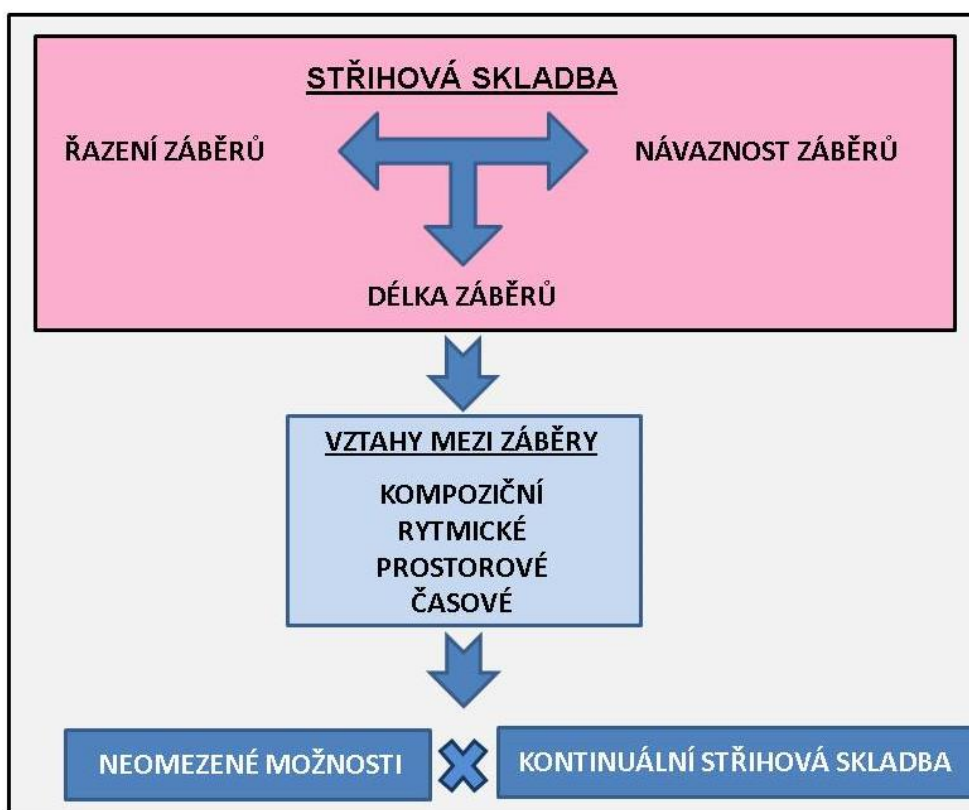 STŘIHOVÁ SKLADBA
ŘAZENÍ ZÁBĚRŮ
NÁVAZNOST ZÁBĚRŮ
DÉLKA ZÁBĚRŮ
VZTAHY MEZI ZÁBĚRY
KOMPOZIČNÍ
RYTMICKÉ
PROSTOROVÉ
ČASOVÉ
NEOMEZENÉ MOŽNOSTI
KONTINUÁLNÍ STŘIHOVÁ SKLADBA